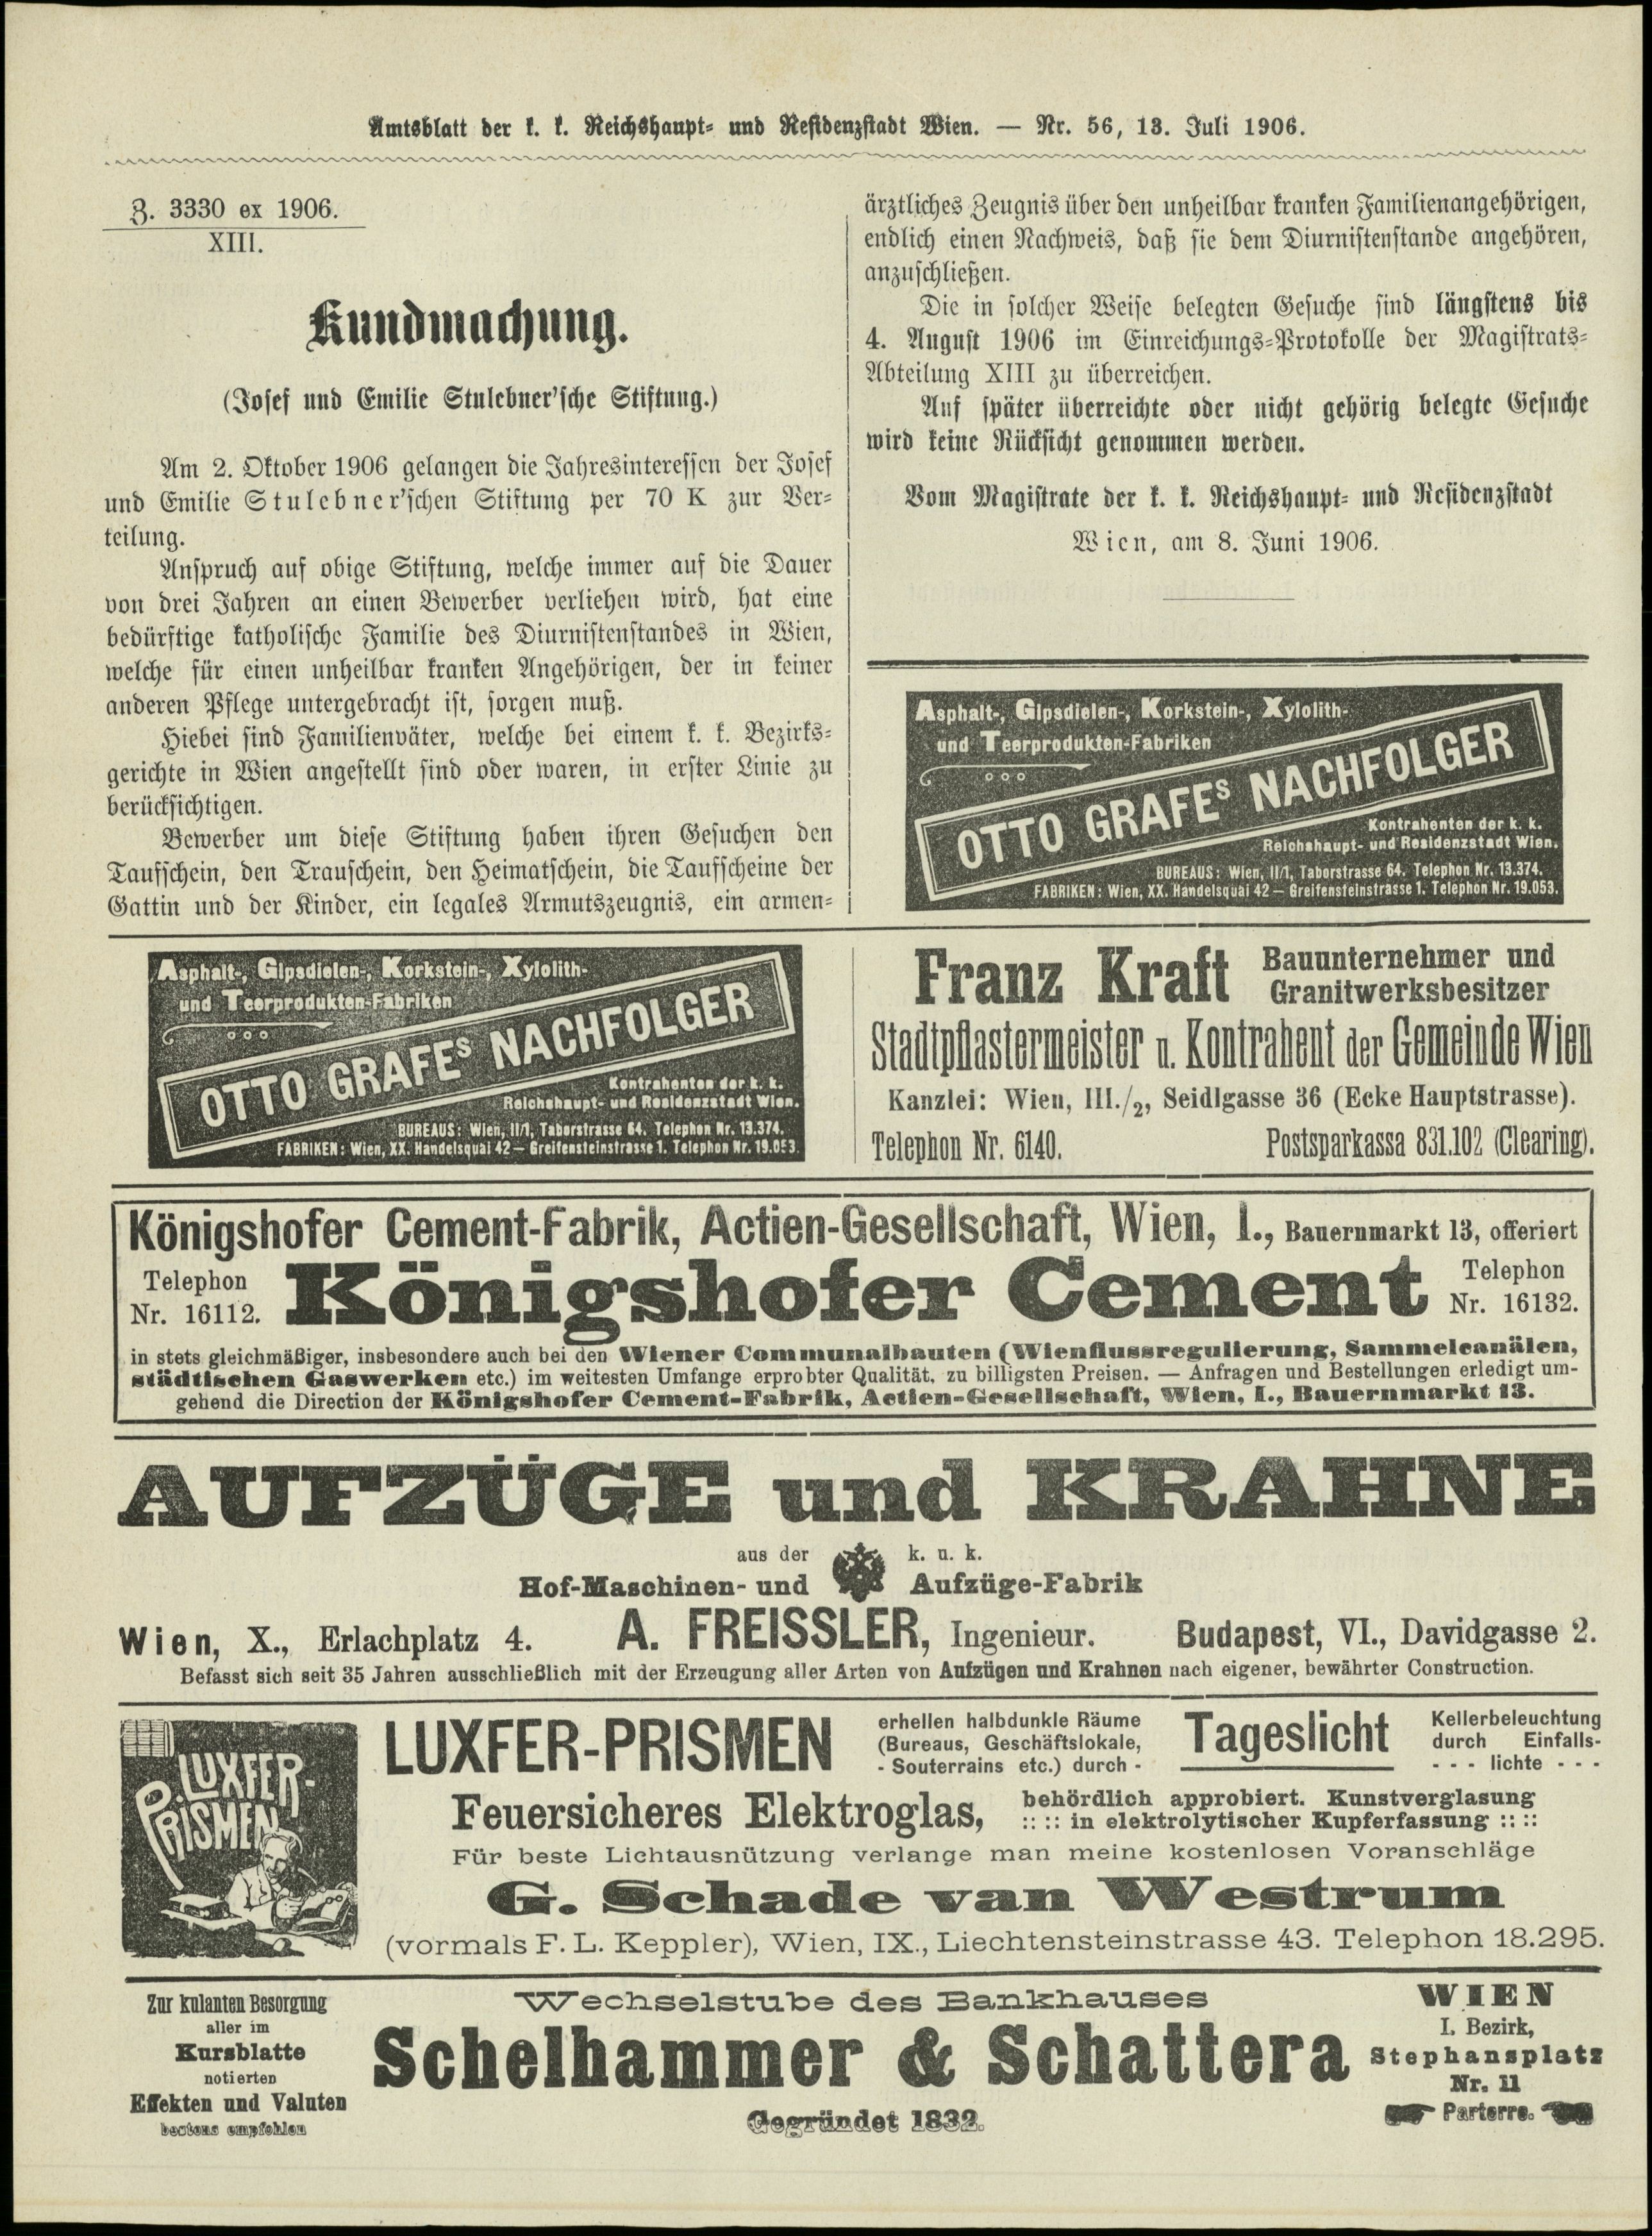 Amtsblatt der k. k. Reichshaupt- und Residenzstadt Wien. — Nr. 56, 13. Juli 1906.
Z. 3330 ex 1906.
XIII.
Kundmachung.
(Josef und Emilie Stulebner'sche Stiftung.)
Am 2. Oktober 1906 gelangen die Jahresinteressen der Josef
und Emilie Stulebner'schen Stiftung per 70 K zur Ver-
teilung.
Anspruch auf obige Stiftung, welche immer auf die Dauer
von drei Jahren an einen Bewerber verliehen wird, hat eine
bedürftige katholische Familie des Diurnistenstandes in Wien,
welche für einen unheilbar kranken Angehörigen, der in keiner
anderen Pflege untergebracht ist, sorgen muß.
Hiebei sind Familienväter, welche bei einem k. k. Bezirks-
gerichte in Wien angestellt sind oder waren, in erster Linie zu
berücksichtigen.
Bewerber um diese Stiftung haben ihren Gesuchen den
Taufschein, den Trauschein, den Heimatschein, die Taufscheine der
Gattin und der Kinder, ein legales Armutszeugnis, ein armen-
ärztliches Zeugnis über den unheilbar kranken Familienangehörigen,
endlich einen Nachweis, daß sie dem Diurnistenstande angehören,
anzuschließen.
Die in solcher Weise belegten Gesuche sind längstens bis
4. August 1906 im Einreichungs-Protokolle der Magistrats-
Abteilung XIII zu überreichen.
Auf später überreichte oder nicht gehörig belegte Gesuche
wird keine Rücksicht genommen werden.
Vom Magistrate der k. k. Reichshaupt- und Residenzstadt
Wien, am 8. Juni 1906.
Asphalt-, Gipsdielen-, Korkstein-, Xylolith-
und Teerprodukten-Fabriken
OTTO GRAFEs NACHFOLGER
Kontrahenten der k. k.
Reichshaupt- und Residenzstadt Wien.
BUREAUS: Wien, II/1, Taborstrasse 64. Telephon Nr. 13.374.
FABRIKEN: Wien, XX. Handelsquai 42 — Greifensteinstrasse 1. Telephon Nr. 19.053.
Asphalt-, Gipsdielen-, Korkstein-, Xylolith-
und Teerprodukten-Fabriken
OTTO GRAFEs NACHFOLGER
Kontrahenten der k. k.
Reichshaupt- und Residenzstadt Wien.
BUREAUS: Wien, II/1, Taborstrasse 64. Telephon Nr. 13.374.
FABRIKEN: Wien, XX. Handelsquai 42 — Greifensteinstrasse 1. Telephon Nr. 19.053.
Franz Kraft Bauunternehmer und
Granitwerksbesitzer
Stadtpflastermeister u. Kontrahent der Gemeinde Wien
Kanzlei: Wien, III./2, Seidlgasse 36 (Ecke Hauptstrasse).
Telephon Nr. 6140. Postsparkassa 831.102 (Clearing).
Königshofer Cement-Fabrik, Actien-Gesellschaft, Wien, I., Bauernmarkt 13, offeriert
Telephon
Nr. 16112.
Königshofer Cement
Telephon
Nr. 16132.
in stets gleichmäßiger, insbesondere auch bei den Wiener Communalbauten (Wienflussregulierung, Sammelcanälen,
städtischen Gaswerken etc.) im weitesten Umfange erprobter Qualität, zu billigsten Preisen. — Anfragen und Bestellungen erledigt um-
gehend die Direction der Königshofer Cement-Fabrik, Actien-Gesellschaft, Wien, I., Bauernmarkt 13.
AUFZÜGE und KRAHNE
aus der k. u. k.
Hof-Maschinen- und Aufzüge-Fabrik
Wien, X., Erlachplatz 4. A. FREISSLER, Ingenieur. Budapest, VI., Davidgasse 2.
Befasst sich seit 35 Jahren ausschließlich mit der Erzeugung aller Arten von Aufzügen und Krahnen nach eigener, bewährter Construction.
LUXFER-
PRISMEN
LUXFER-PRISMEN
erhellen halbdunkle Räume
(Bureaus, Geschäftslokale,
- Souterrains etc.) durch -
Tageslicht
Kellerbeleuchtung
durch Einfalls-
- - - lichte - - -
Feuersicheres Elektroglas,
behördlich approbiert. Kunstverglasung
:: :: in elektrolytischer Kupferfassung :: ::
Für beste Lichtausnützung verlange man meine kostenlosen Voranschläge
G. Schade van Westrum
(vormals F. L. Keppler), Wien, IX., Liechtensteinstrasse 43. Telephon 18.295.
Zur kulanten Besorgung
aller im
Kursblatte
notierten
Effekten und Valuten
bestens empfohlen
Wechselstube des Bankhauses
Schelhammer & Schattera
Gegründet 1832.
WIEN
I. Bezirk,
Stephansplatz
Nr. 11
Parterre.